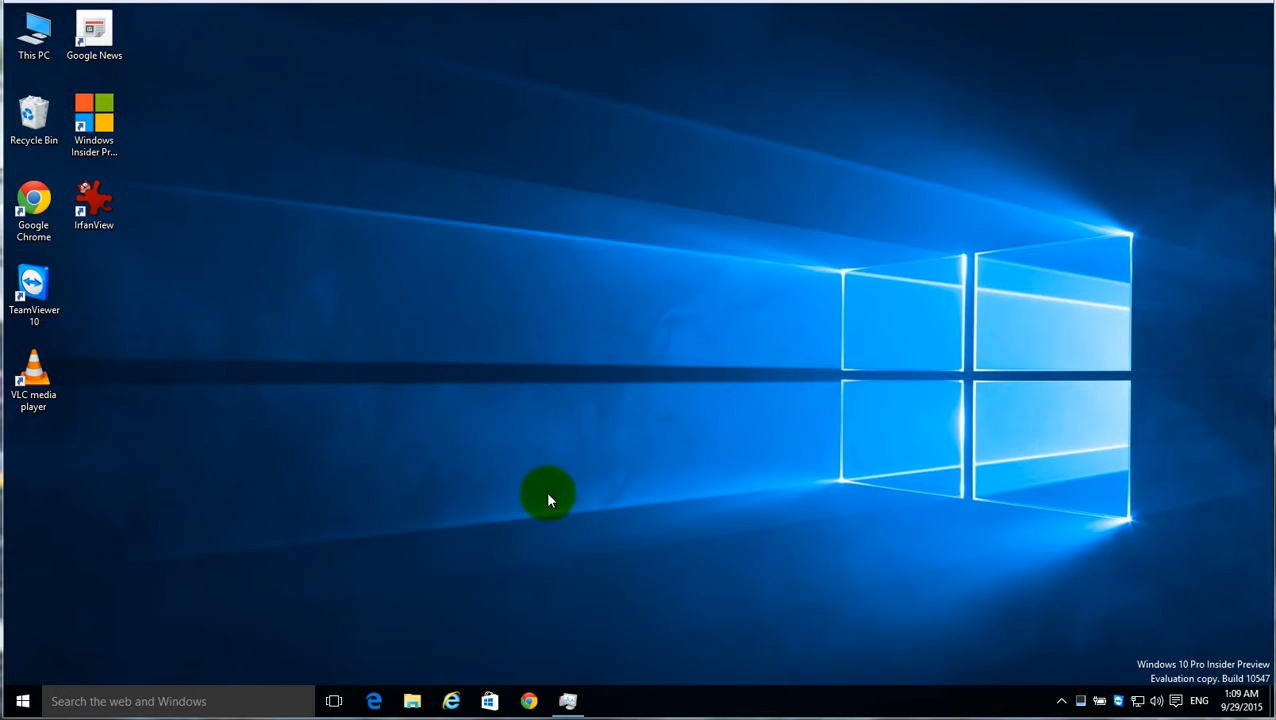 This PC
Google News
Recycle Bin
Windows
Insider Pr...
Google
Chrome
IrfanView
TeamViewer
10
VLC media
player
Windows 10 Pro Insider Preview
Evaluation copy. Build 10547
Search the web and Windows
ENG
1:09 AM
9/29/2015